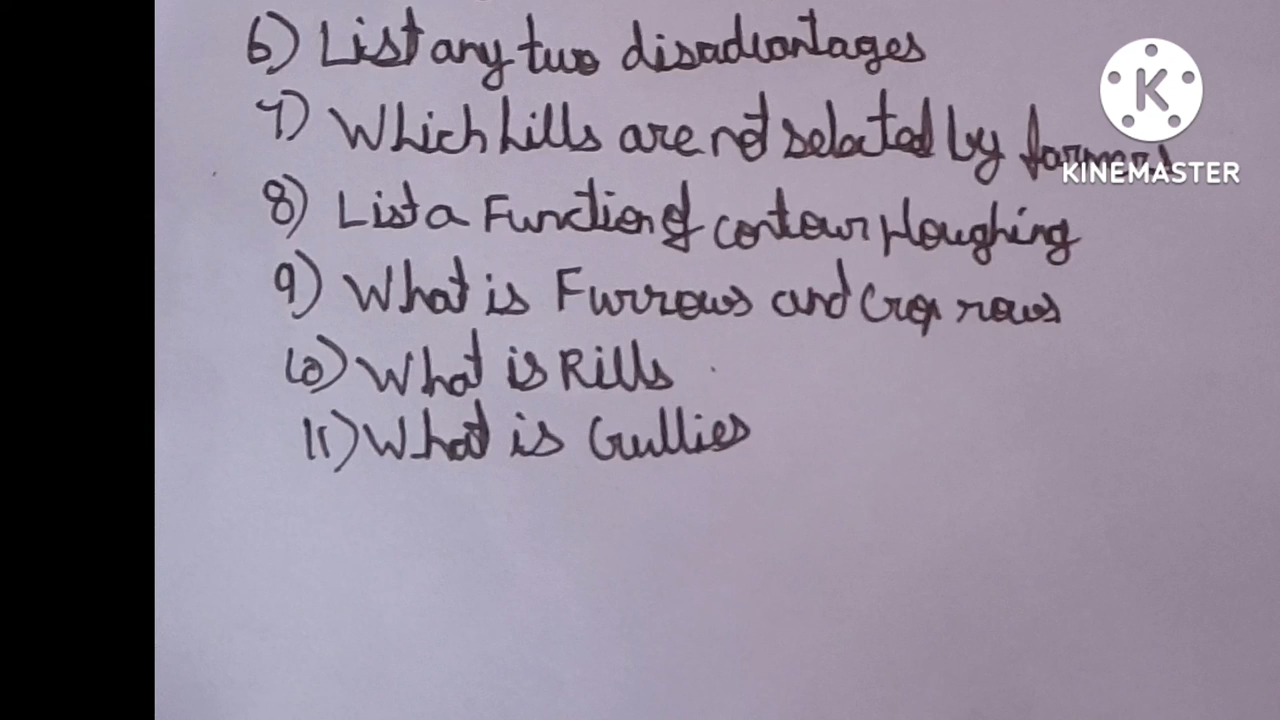 6) List any two disadvantages
7) Which hills are not selected by farmers
8) List a Function of contour ploughing
9) What is Furrows and Crop rows
10) What is Rills
11) What is Gullies
K
KINEMASTER